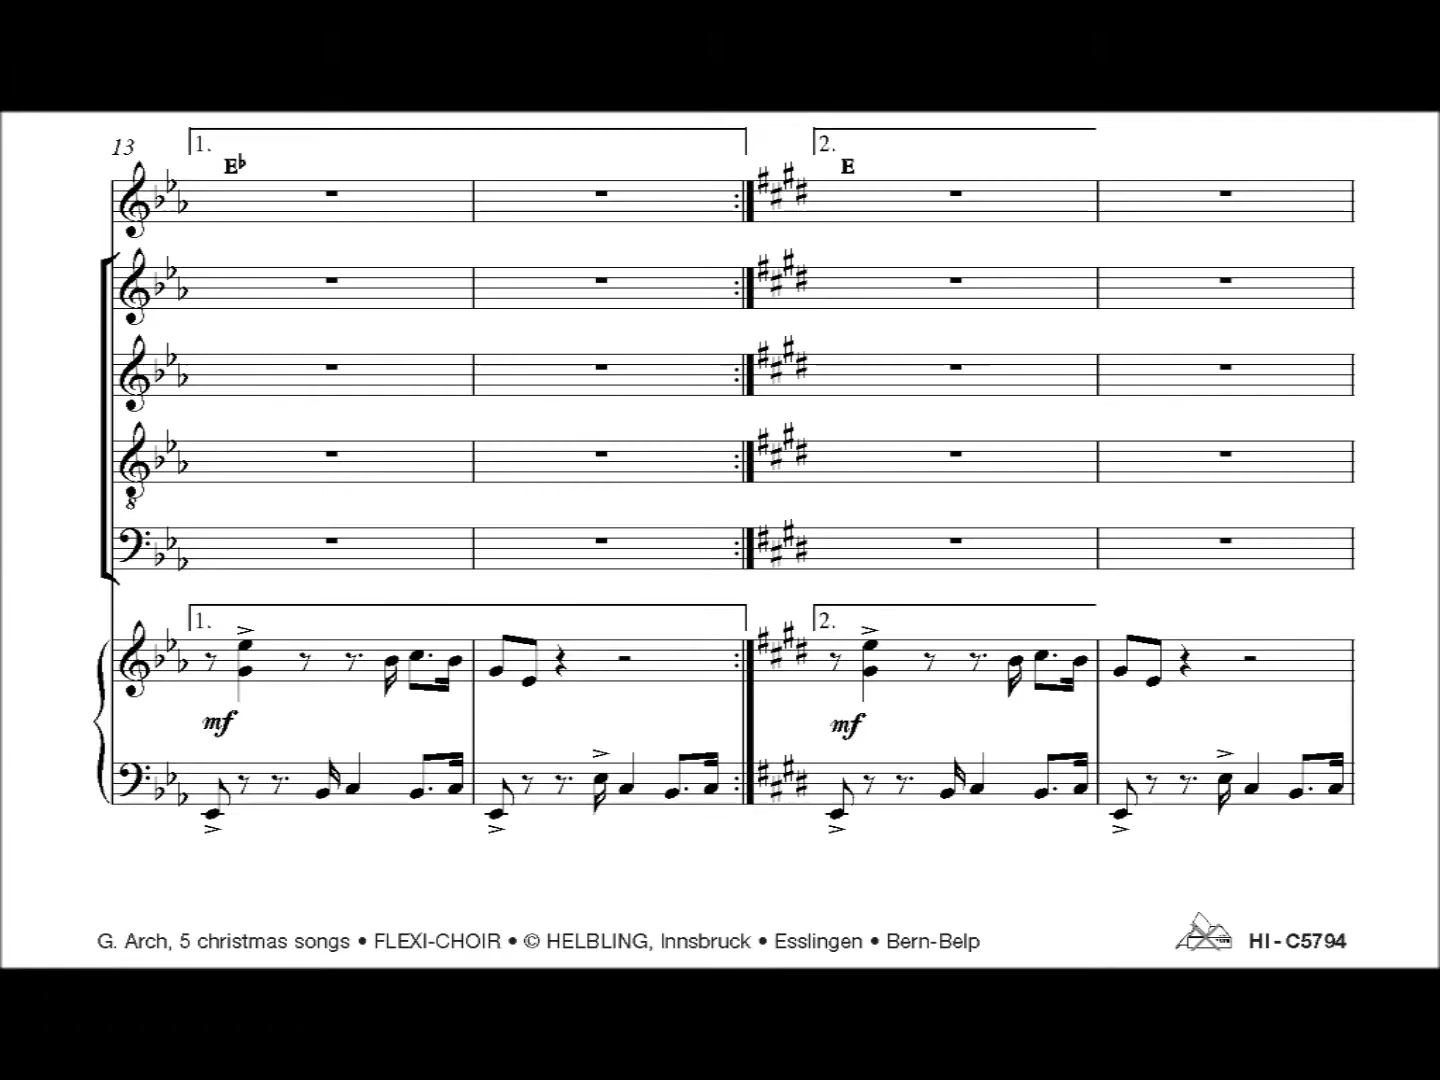 13
1. 2.
E♭ E
8
1. 2.
mf mf
G. Arch, 5 christmas songs • FLEXI-CHOIR • © HELBLING, Innsbruck • Esslingen • Bern-Belp HI - C5794